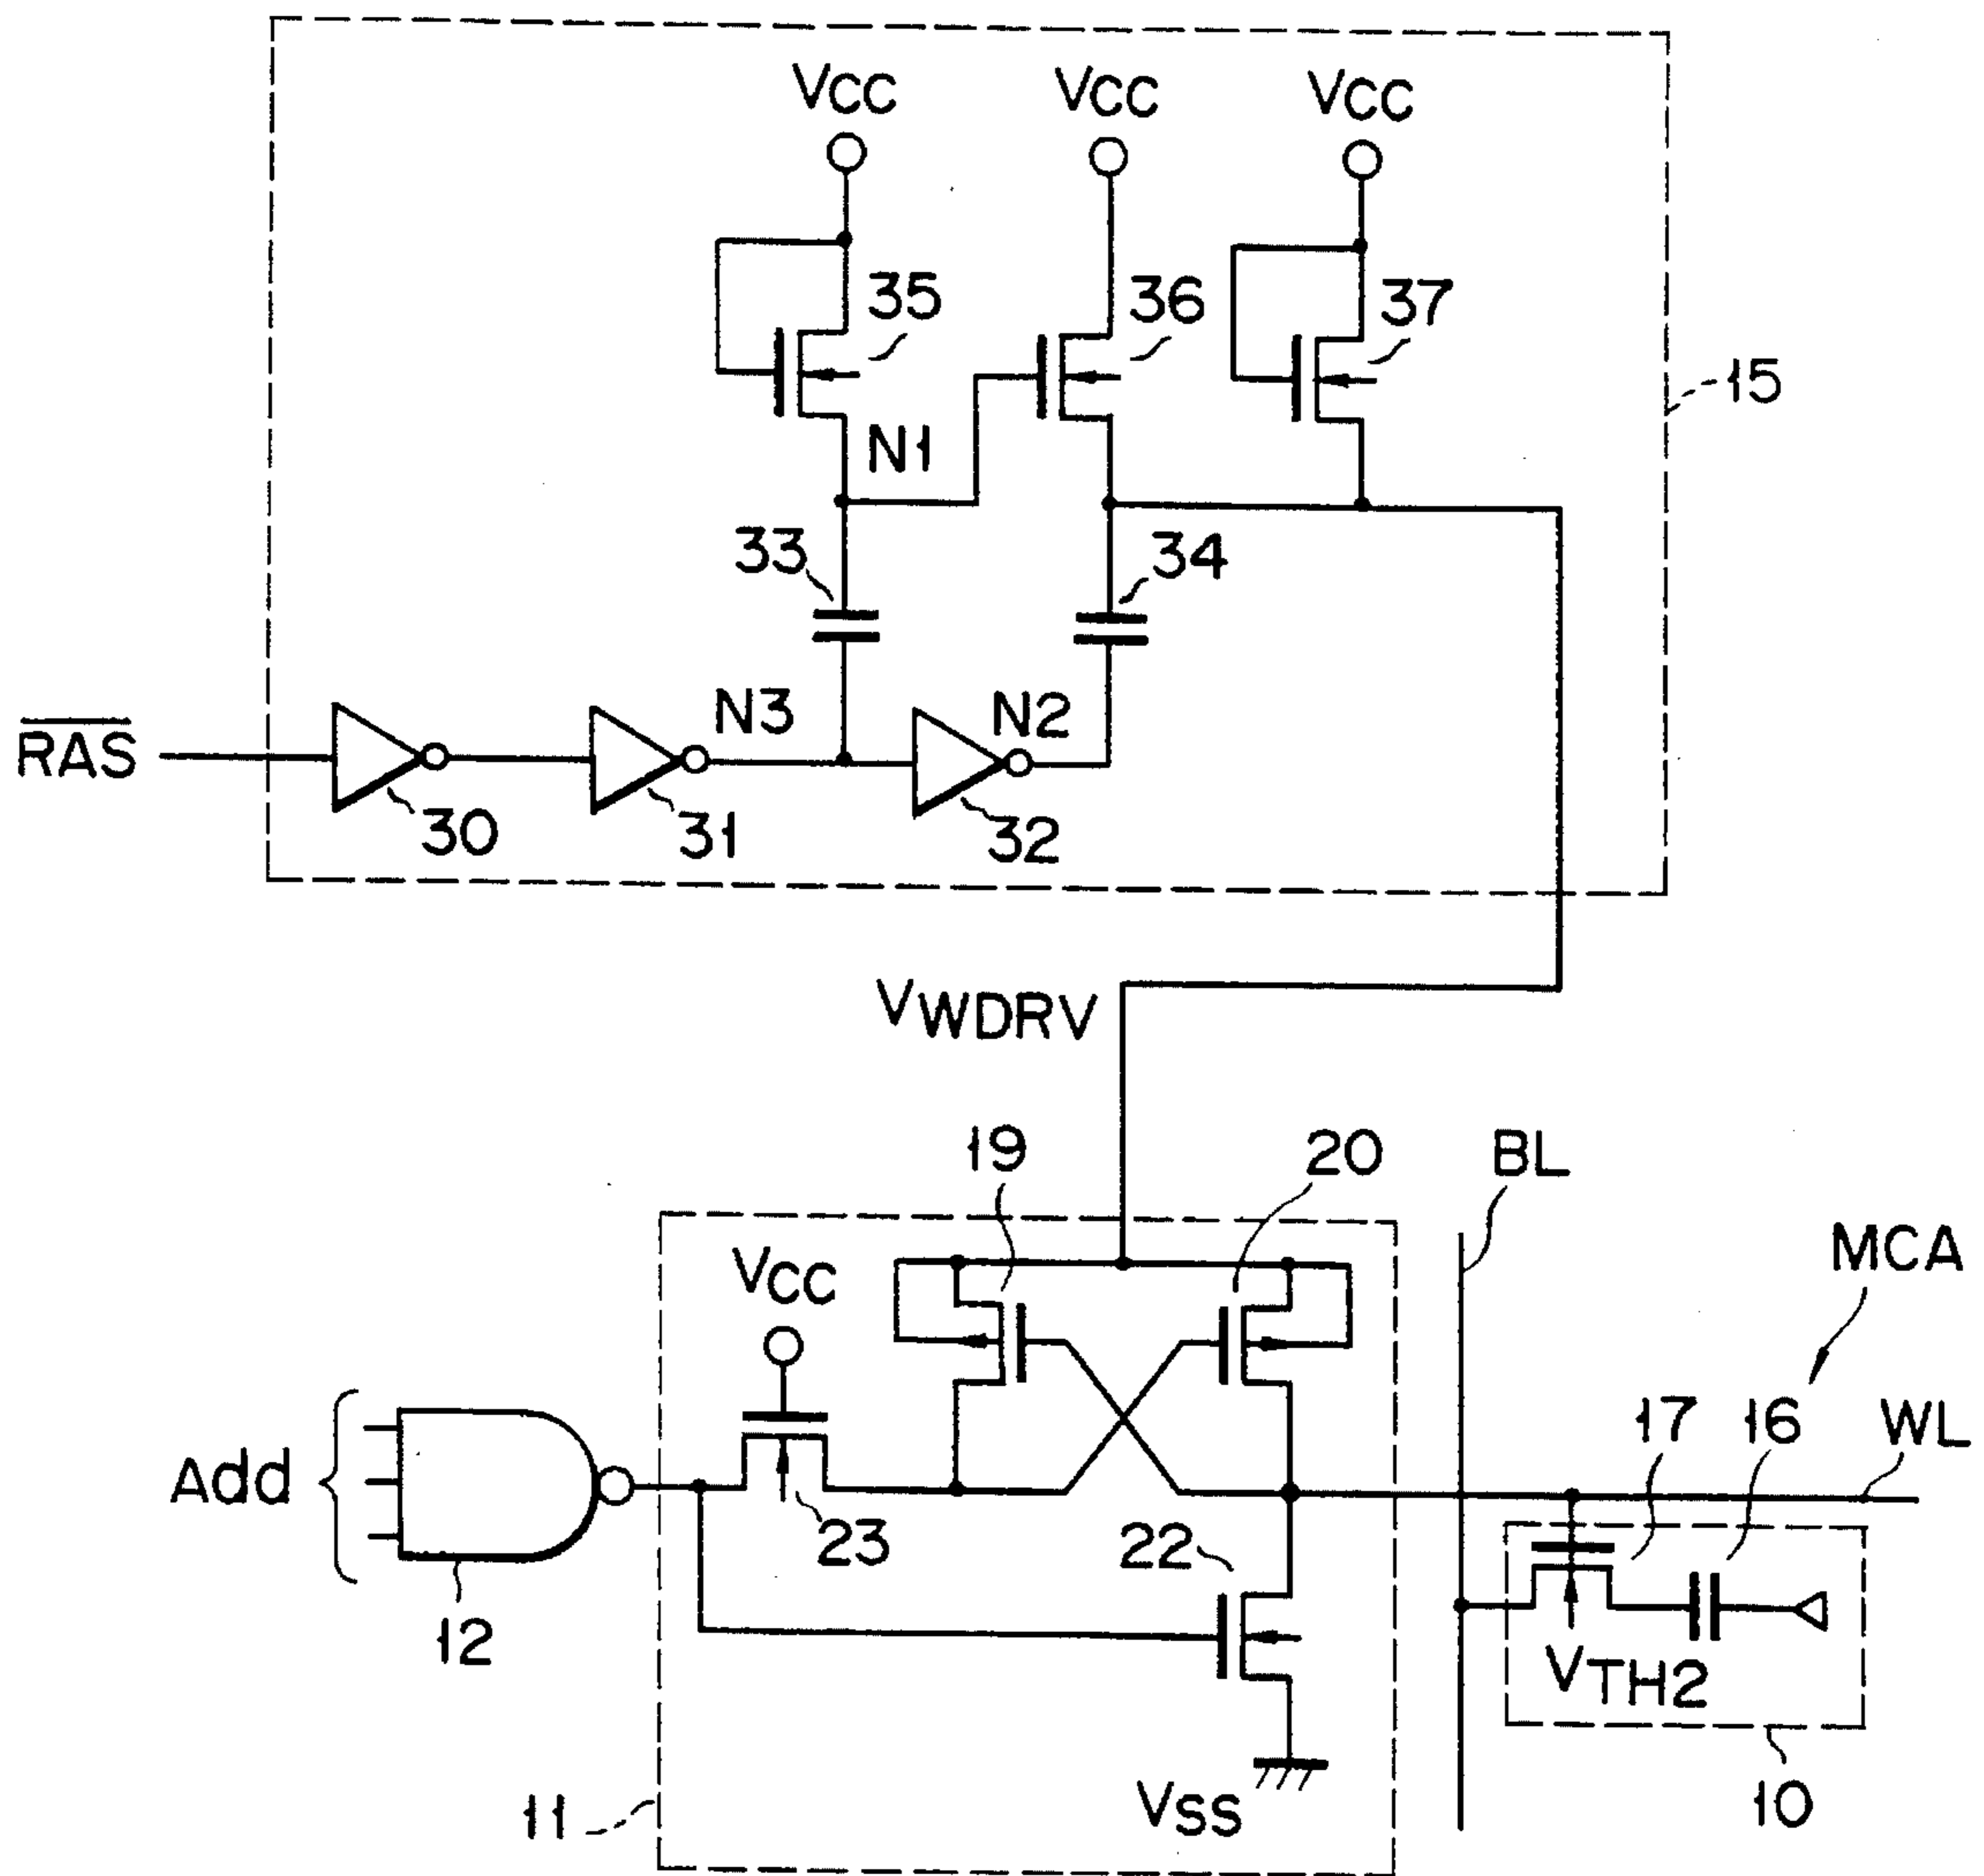 VCC VCC VCC
35 36 37
15
N1
33 34
N3 N2
R̅A̅S̅
30 31 32
VWDRV
19 20 BL
VCC MCA
17 16 WL
Add
23 22
12
VTH2
11 VSS 10